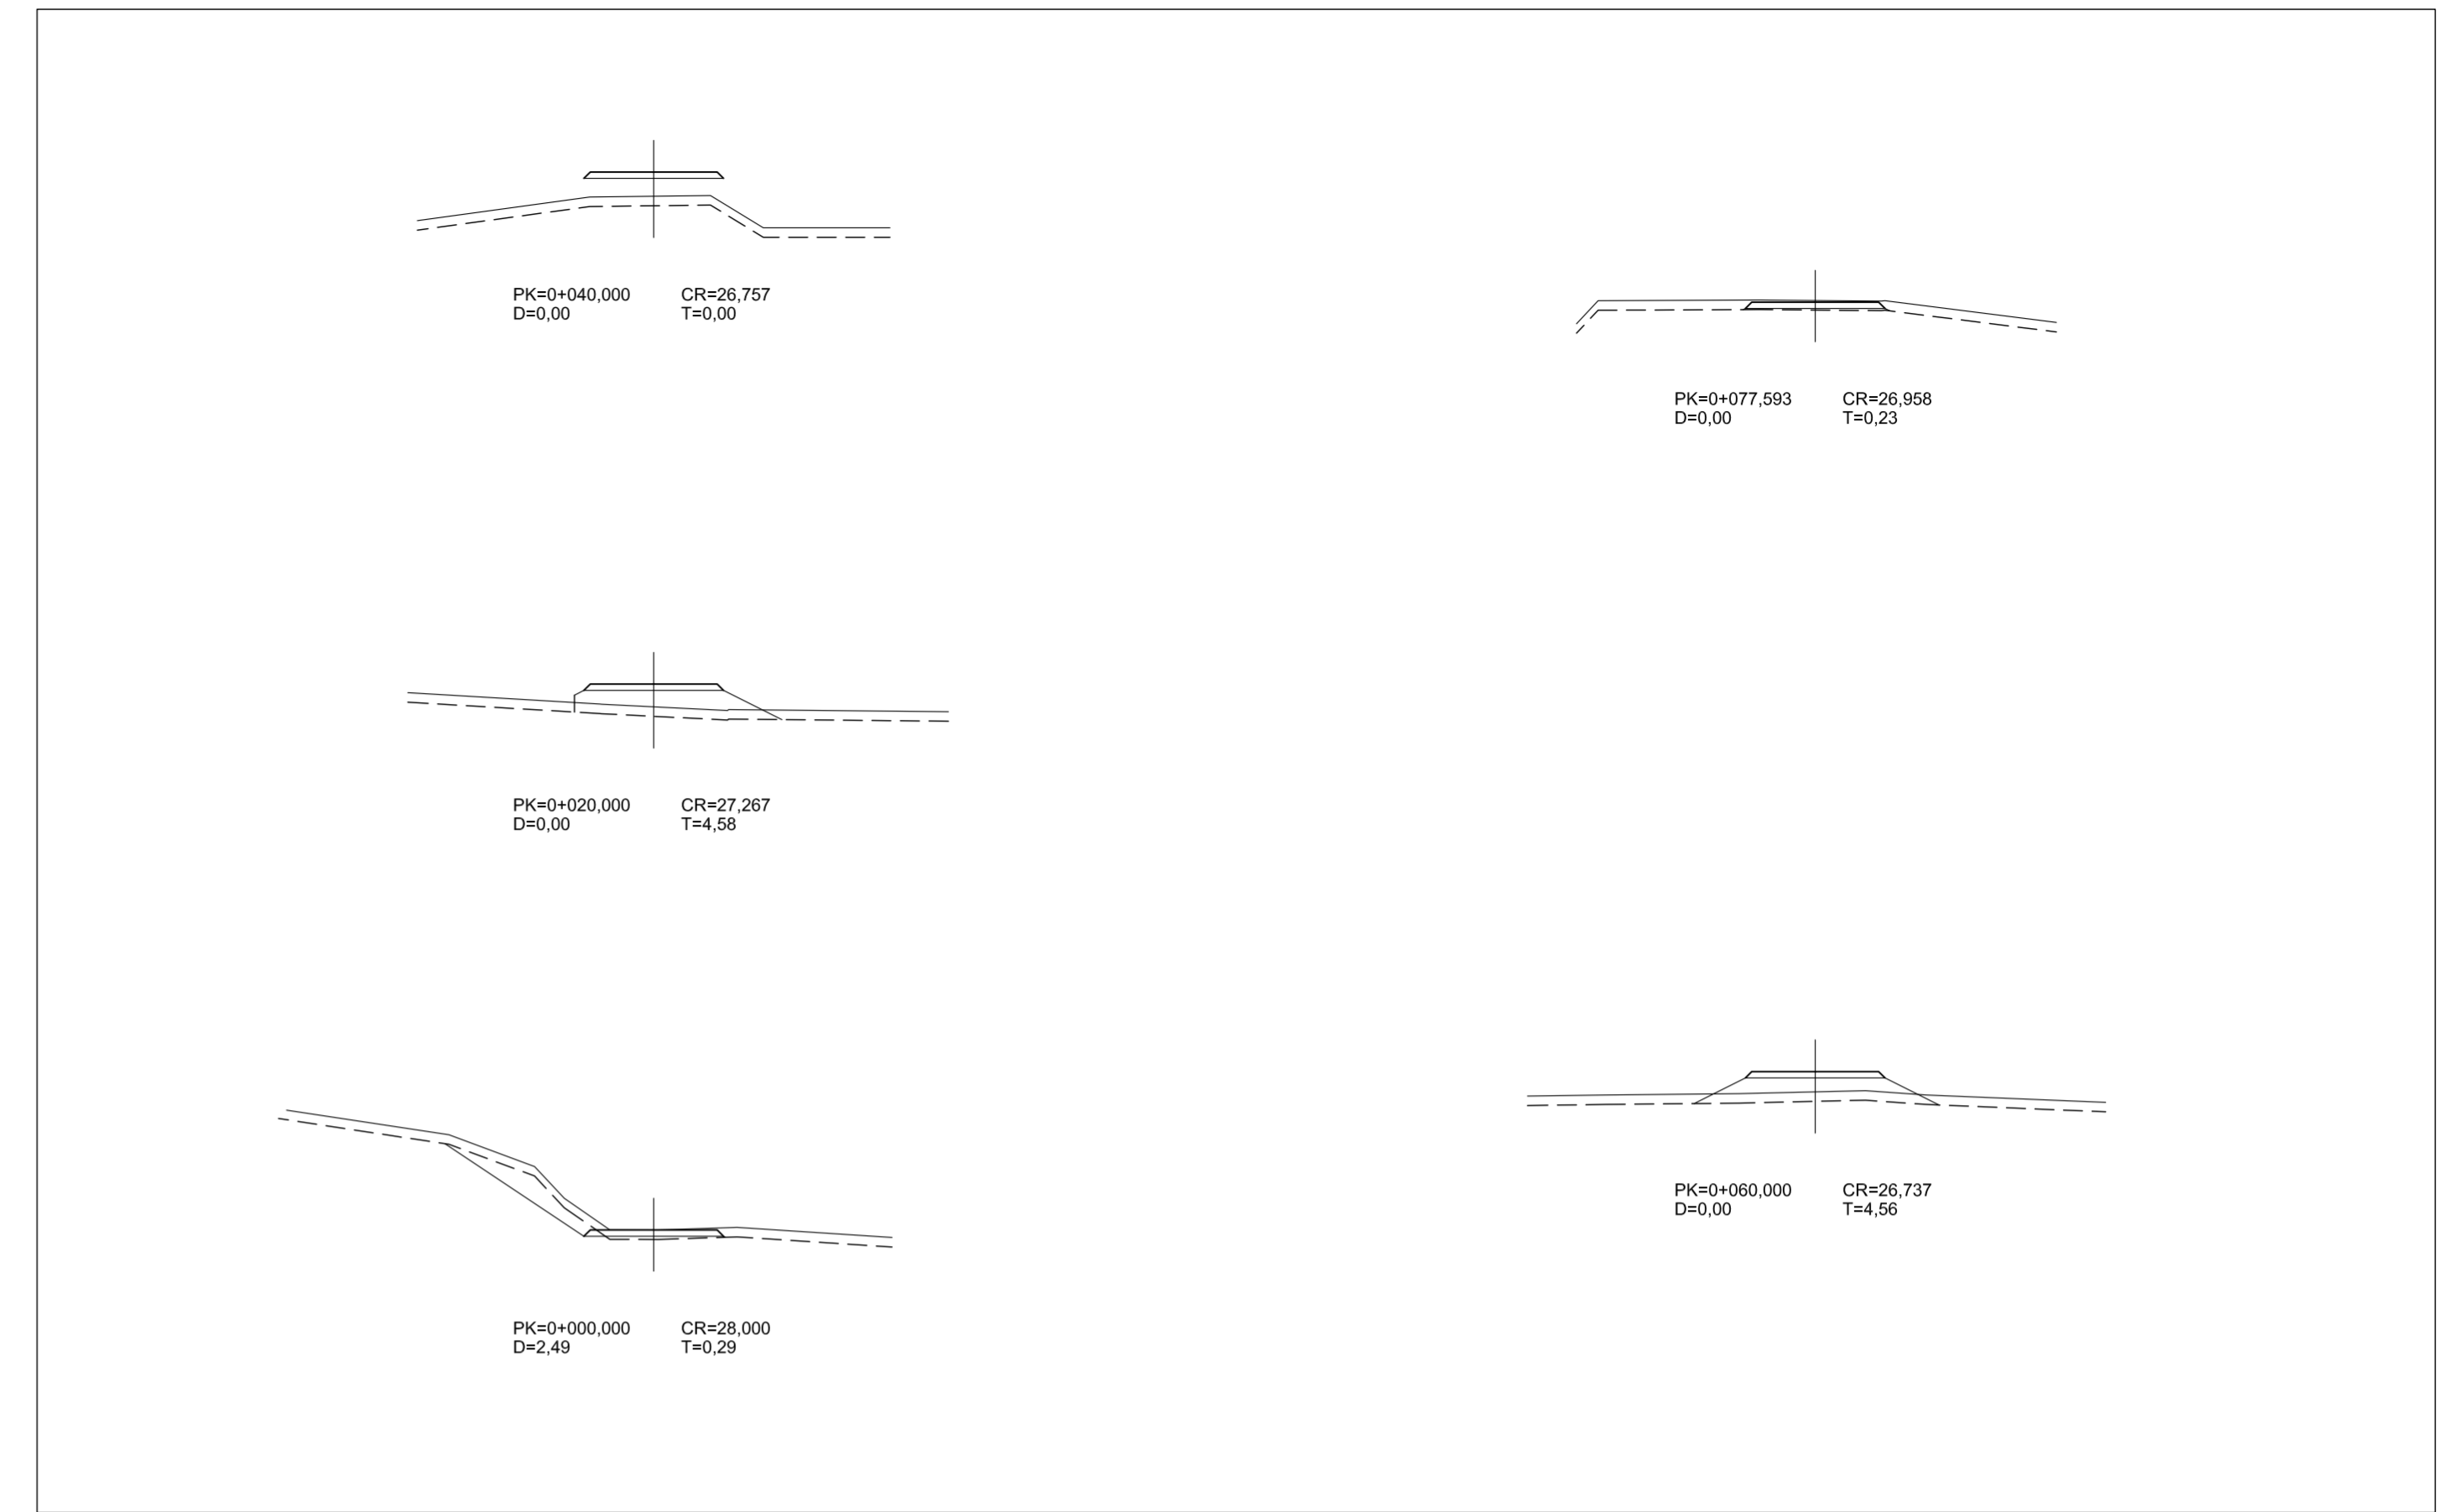 PK=0+040,000 CR=26,757
D=0,00 T=0,00
PK=0+077,593 CR=26,958
D=0,00 T=0,23
PK=0+020,000 CR=27,267
D=0,00 T=4,58
PK=0+060,000 CR=26,737
D=0,00 T=4,56
PK=0+000,000 CR=28,000
D=2,49 T=0,29